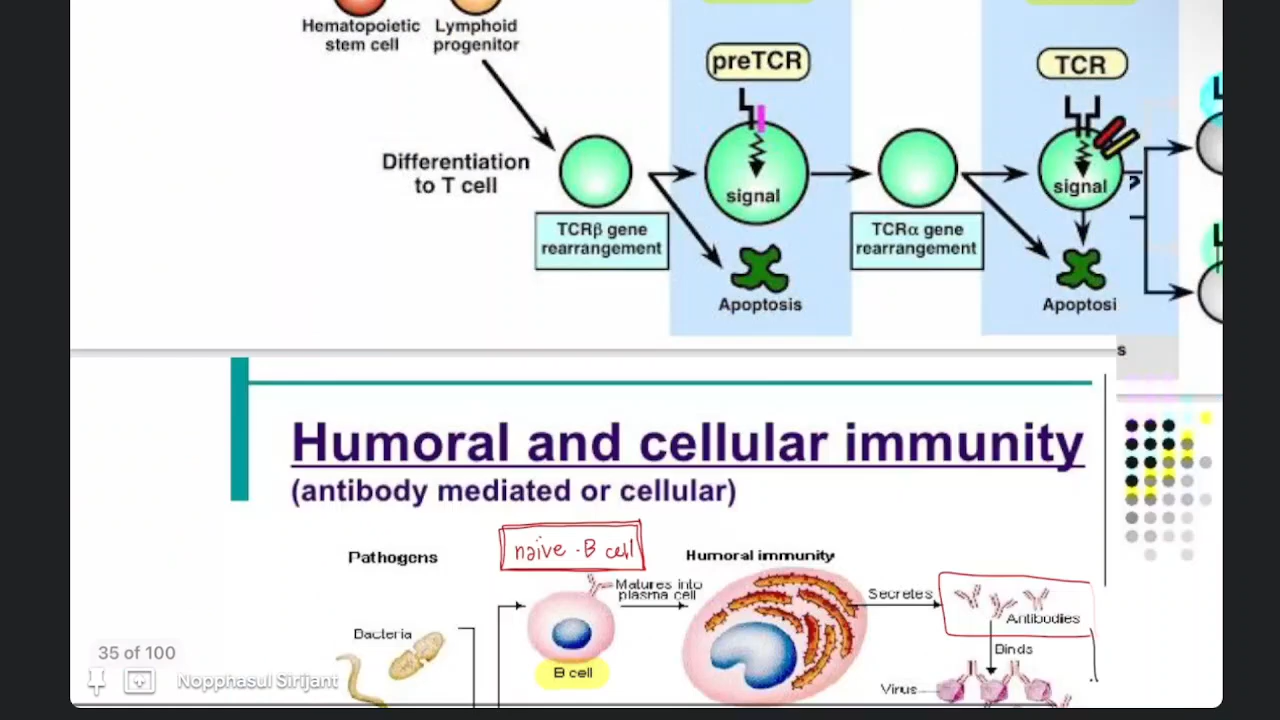 Hematopoietic
stem cell
Lymphoid
progenitor
preTCR
TCR
Differentiation
to T cell
signal
signal
?
TCRβ gene
rearrangement
TCRα gene
rearrangement
Apoptosis
Apoptosi
s
Humoral and cellular immunity
(antibody mediated or cellular)
naive B cell
Pathogens
Humoral immunity
Matures into
plasma cell
Secretes
Antibodies
Bacteria
Binds
B cell
Virus
35 of 100
Nopphasul Sirijant